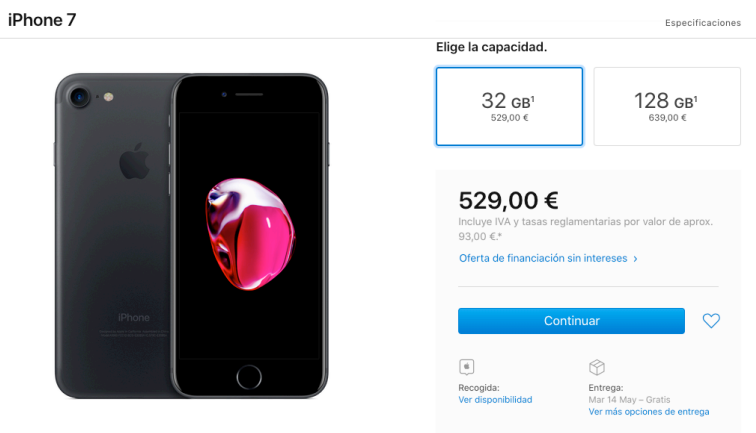 iPhone 7
Especificaciones
Elige la capacidad.
32 GB¹
529,00 €
128 GB¹
639,00 €
529,00 €
Incluye IVA y tasas reglamentarias por valor de aprox.
93,00 €.*
Oferta de financiación sin intereses ›
Continuar
Recogida:
Ver disponibilidad
Entrega:
Mar 14 May – Gratis
Ver más opciones de entrega
iPhone